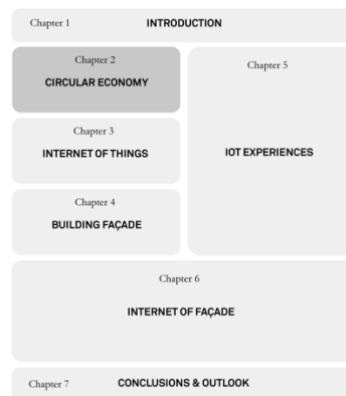 Chapter 1 INTRODUCTION
Chapter 2
CIRCULAR ECONOMY
Chapter 3
INTERNET OF THINGS
Chapter 4
BUILDING FAÇADE
Chapter 5
IOT EXPERIENCES
Chapter 6
INTERNET OF FAÇADE
Chapter 7 CONCLUSIONS & OUTLOOK